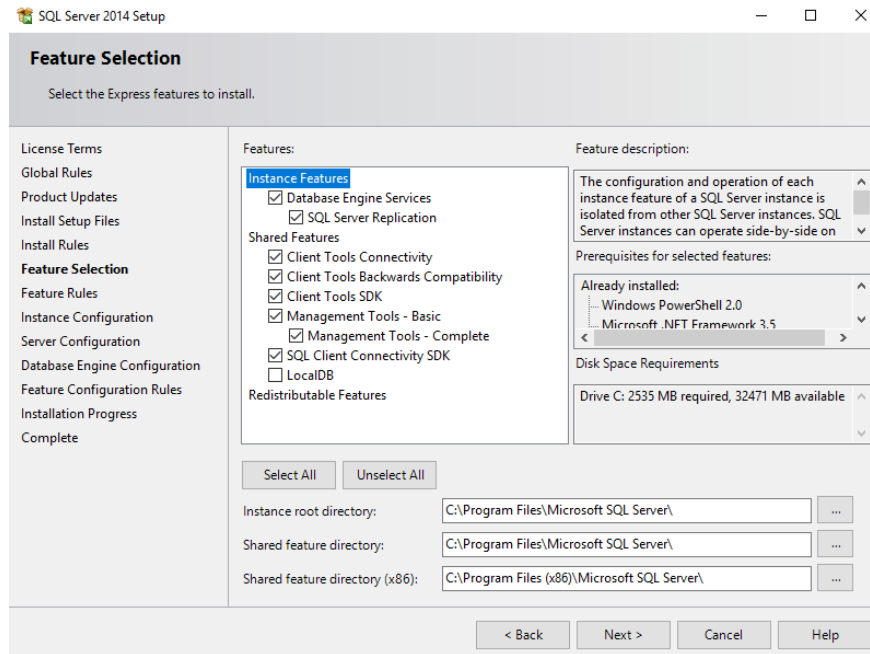 SQL Server 2014 Setup
Feature Selection
Select the Express features to install.
License Terms
Global Rules
Product Updates
Install Setup Files
Install Rules
Feature Selection
Feature Rules
Instance Configuration
Server Configuration
Database Engine Configuration
Feature Configuration Rules
Installation Progress
Complete
Features:
Instance Features
Database Engine Services
SQL Server Replication
Shared Features
Client Tools Connectivity
Client Tools Backwards Compatibility
Client Tools SDK
Management Tools - Basic
Management Tools - Complete
SQL Client Connectivity SDK
LocalDB
Redistributable Features
Feature description:
The configuration and operation of each
instance feature of a SQL Server instance is
isolated from other SQL Server instances. SQL
Server instances can operate side-by-side on
Prerequisites for selected features:
Already installed:
Windows PowerShell 2.0
Microsoft .NET Framework 3.5
Disk Space Requirements
Drive C: 2535 MB required, 32471 MB available
Select All
Unselect All
Instance root directory:
C:\Program Files\Microsoft SQL Server\
...
Shared feature directory:
C:\Program Files\Microsoft SQL Server\
...
Shared feature directory (x86):
C:\Program Files (x86)\Microsoft SQL Server\
...
< Back
Next >
Cancel
Help